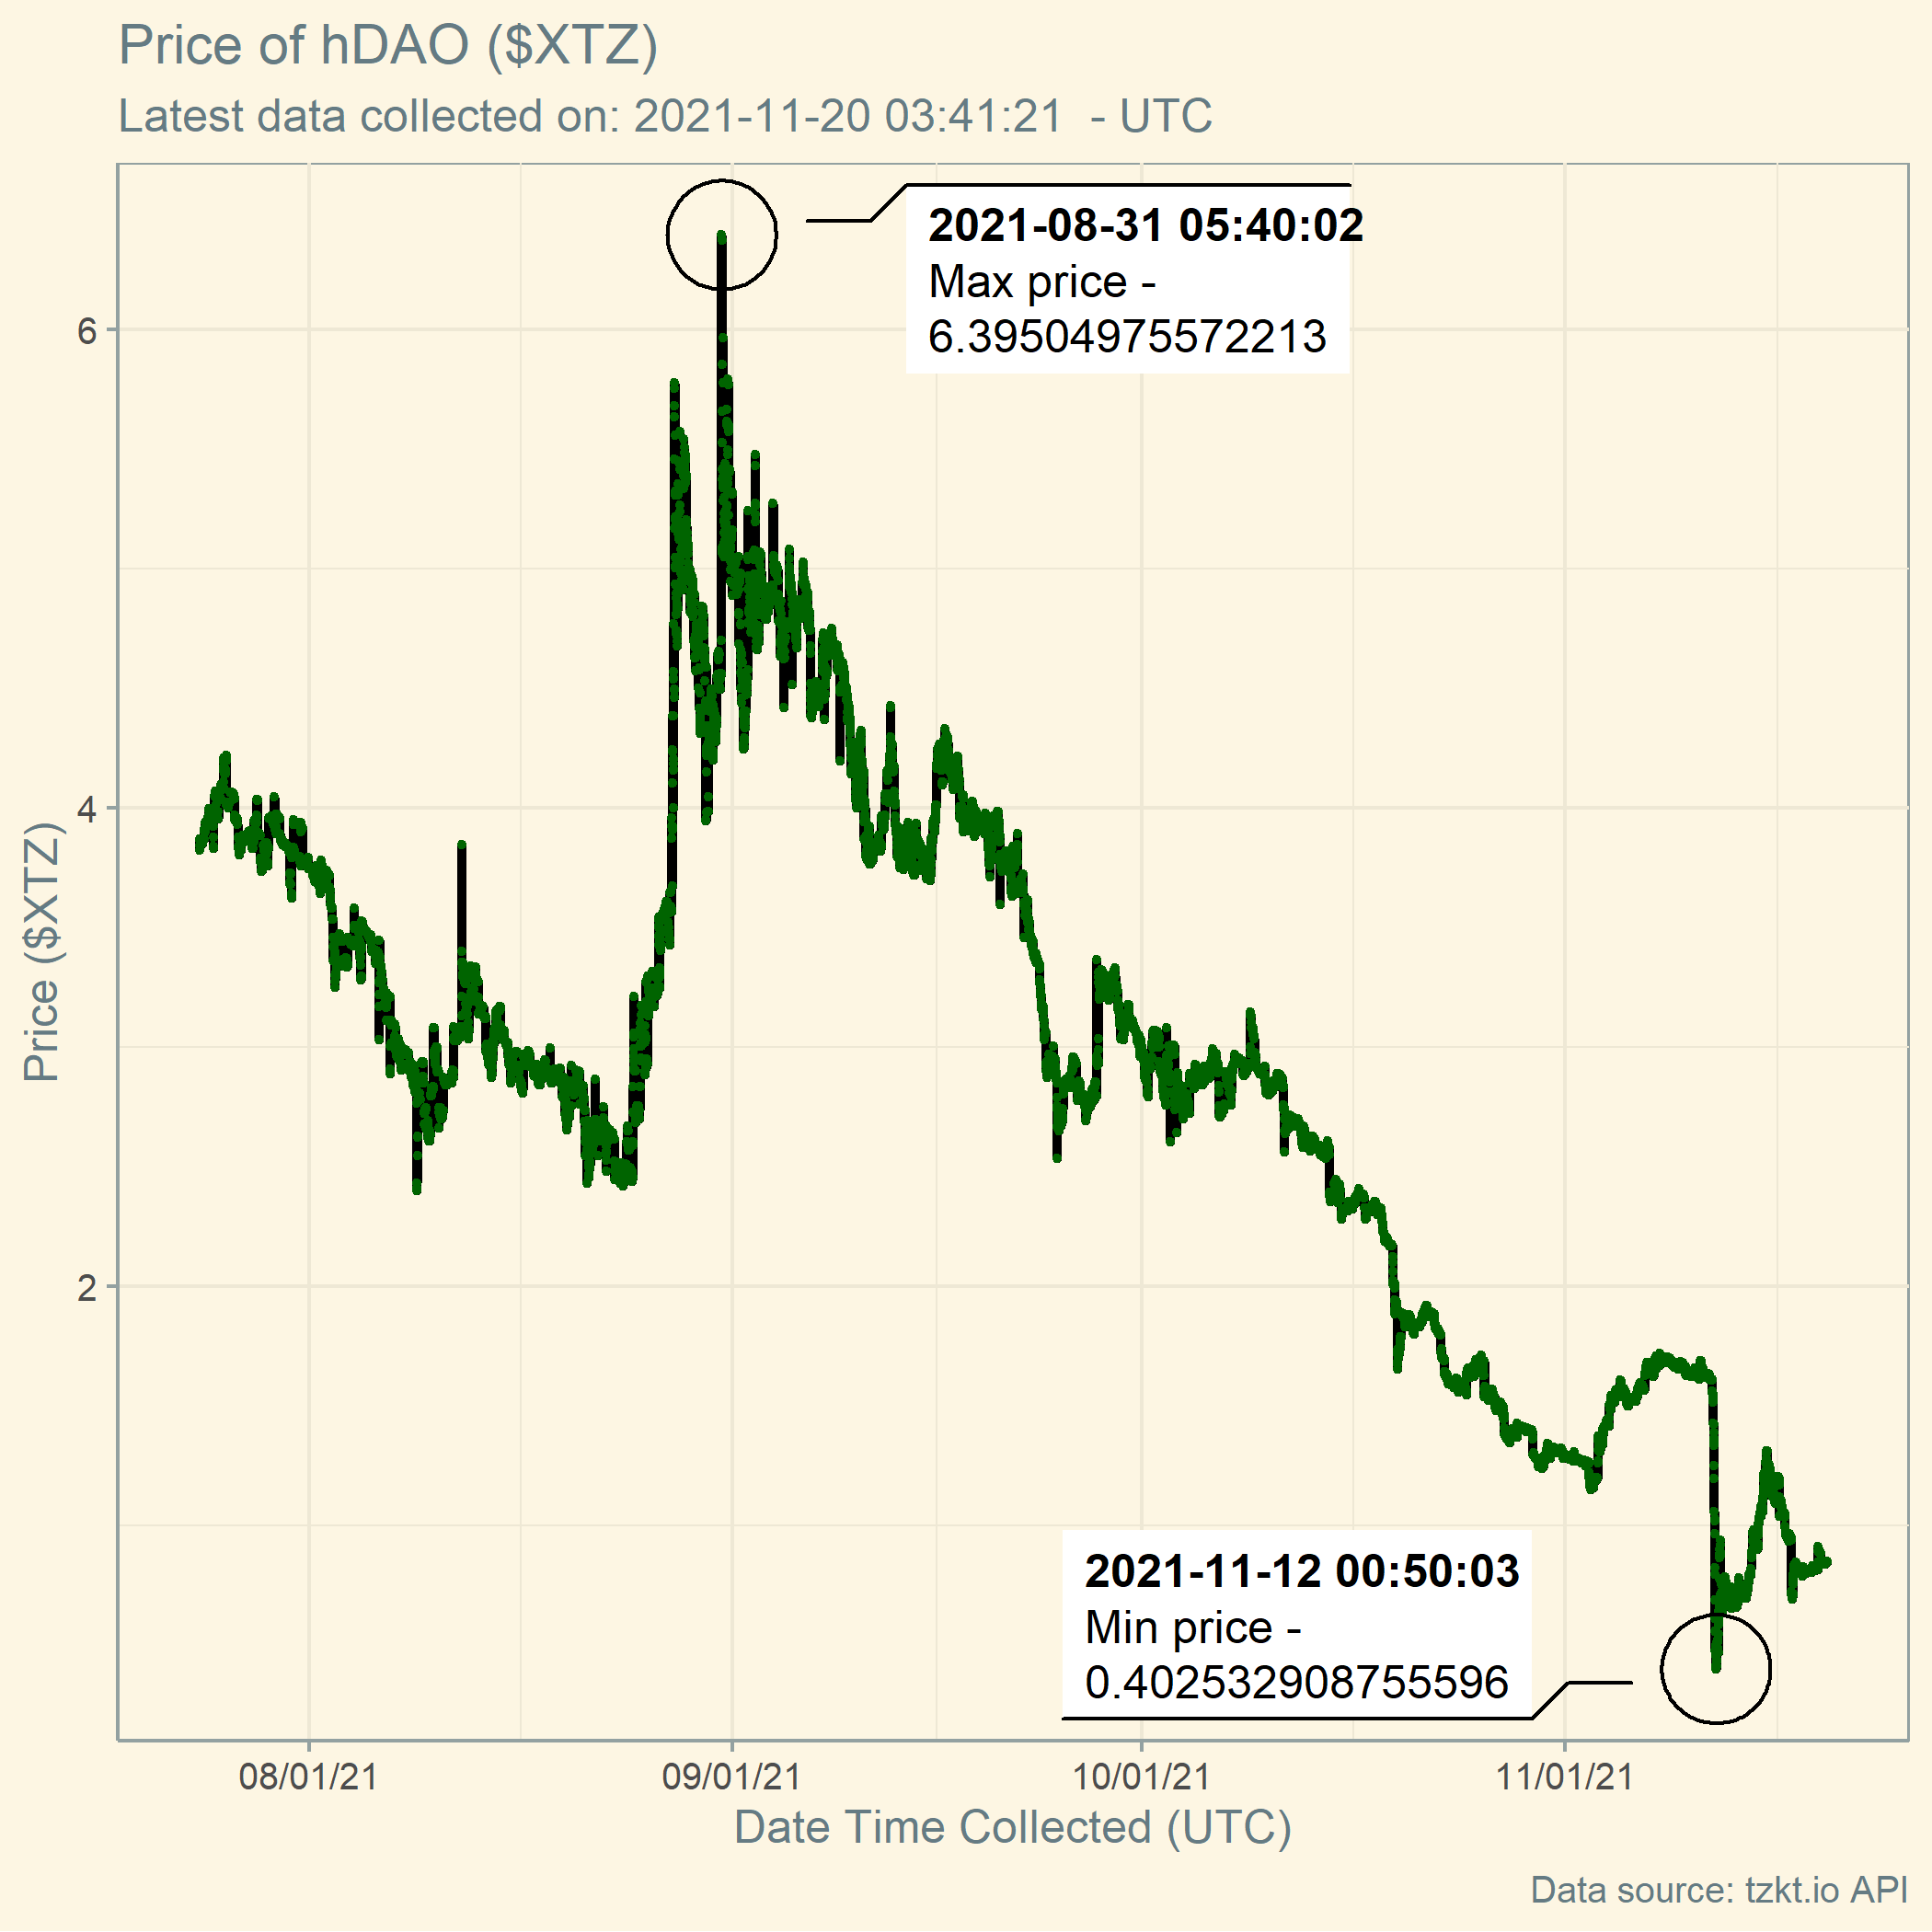 Price of hDAO ($XTZ)
Latest data collected on: 2021-11-20 03:41:21  - UTC
2021-08-31 05:40:02
Max price -
6.39504975572213
6
4
2
Price ($XTZ)
2021-11-12 00:50:03
Min price -
0.402532908755596
08/01/21
09/01/21
10/01/21
11/01/21
Date Time Collected (UTC)
Data source: tzkt.io API